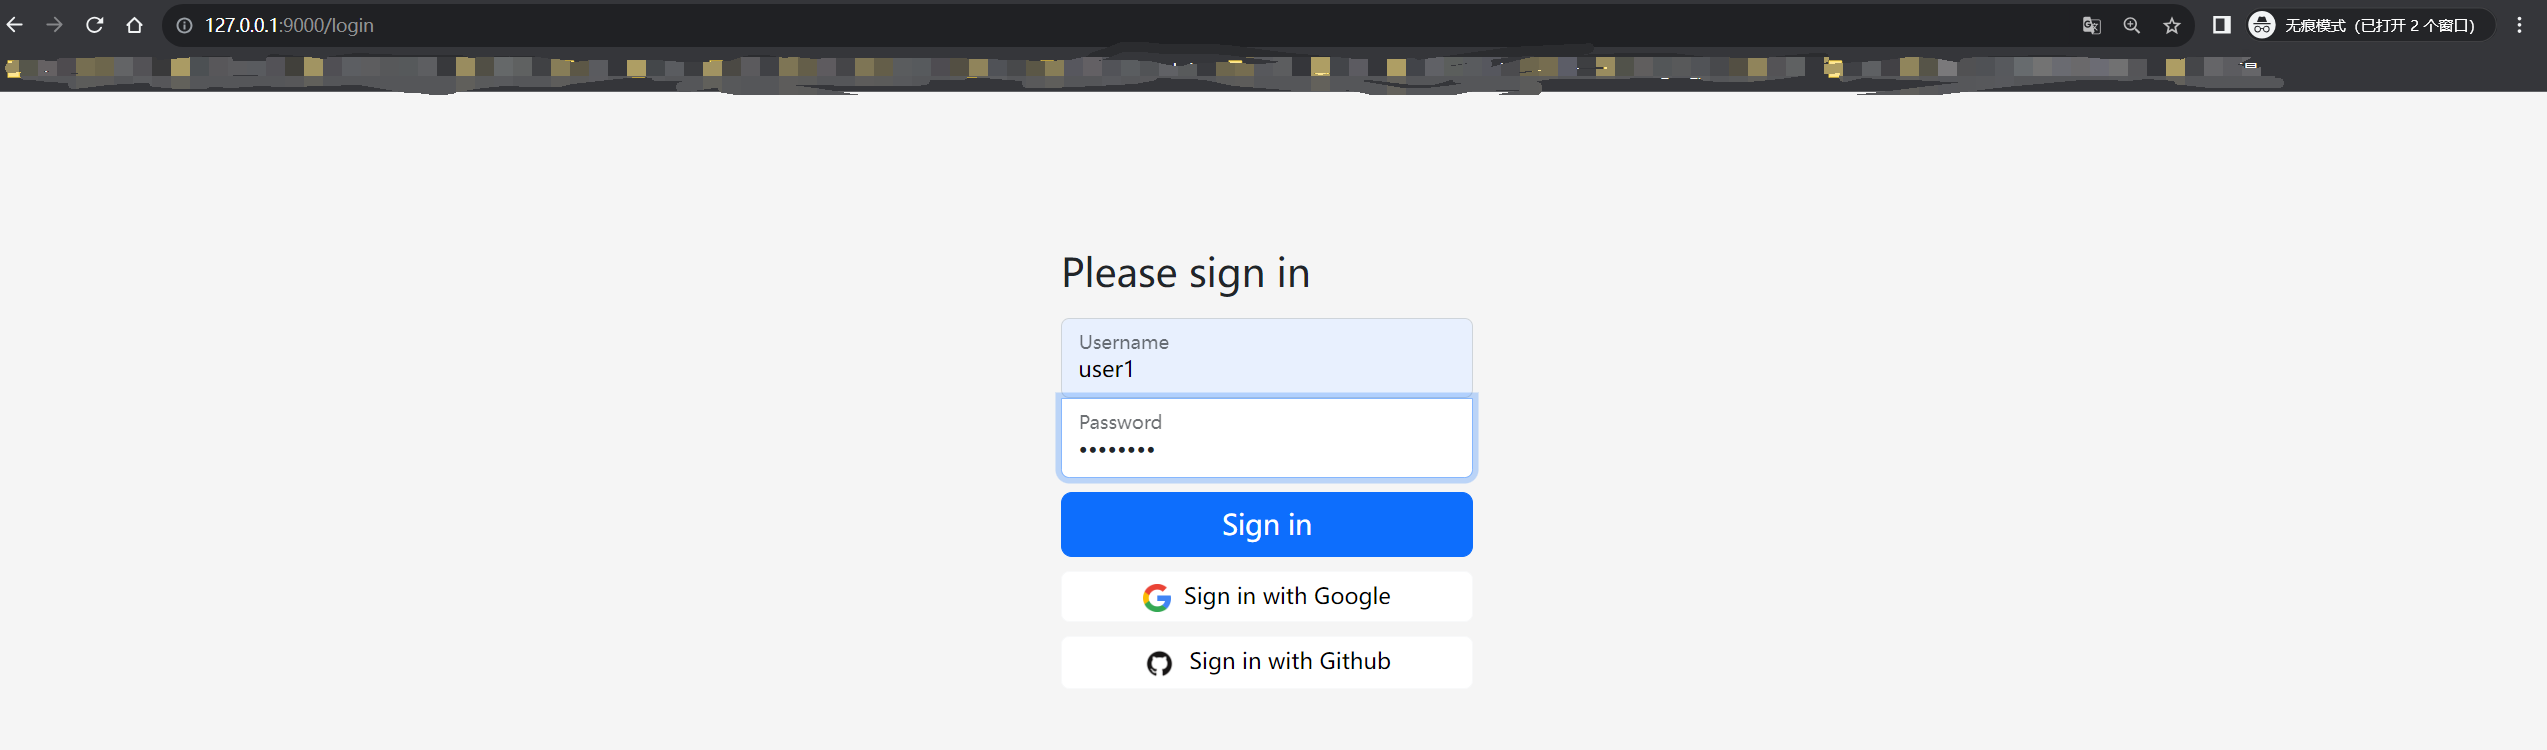 127.0.0.1:9000/login
无痕模式（已打开 2 个窗口）
Please sign in
Username
user1
Password
••••••••
Sign in
Sign in with Google
Sign in with Github